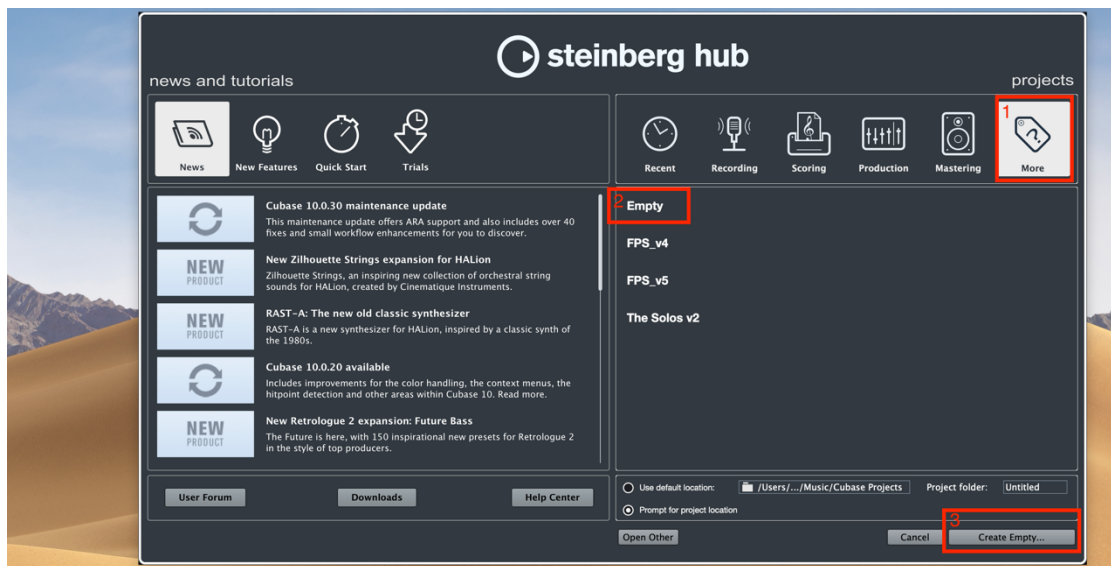 steinberg hub
news and tutorials
projects
News
New Features
Quick Start
Trials
Recent
Recording
Scoring
Production
Mastering
1
More
Cubase 10.0.30 maintenance update
This maintenance update offers ARA support and also includes over 40
fixes and small workflow enhancements for you to discover.
NEW
PRODUCT
New Zilhouette Strings expansion for HALion
Zilhouette Strings, an inspiring new collection of orchestral string
sounds for HALion, created by Cinematique Instruments.
NEW
PRODUCT
RAST-A: The new old classic synthesizer
RAST-A is a new synthesizer for HALion, inspired by a classic synth of
the 1980s.
Cubase 10.0.20 available
Includes improvements for the color handling, the context menus, the
hitpoint detection and other areas within Cubase 10. Read more.
NEW
PRODUCT
New Retrologue 2 expansion: Future Bass
The Future is here, with 150 inspirational new presets for Retrologue 2
in the style of top producers.
2
Empty
FPS_v4
FPS_v5
The Solos v2
User Forum
Downloads
Help Center
Use default location:
/Users/.../Music/Cubase Projects
Project folder:
Untitled
Prompt for project location
Open Other
Cancel
3
Create Empty...